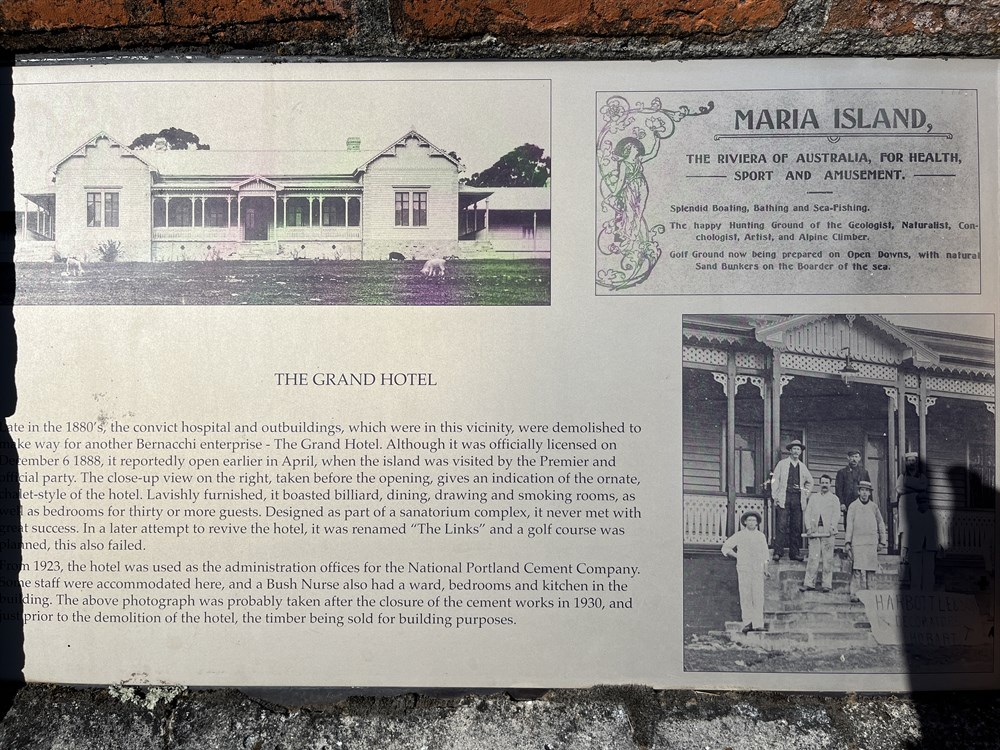 MARIA ISLAND,
THE RIVIERA OF AUSTRALIA, FOR HEALTH,
SPORT AND AMUSEMENT.
Splendid Boating, Bathing and Sea-Fishing.
The happy Hunting Ground of the Geologist, Naturalist, Con-
chologist, Artist, and Alpine Climber.
Golf Ground now being prepared on Open Downs, with natural
Sand Bunkers on the Boarder of the sea.
THE GRAND HOTEL
Late in the 1880's, the convict hospital and outbuildings, which were in this vicinity, were demolished to
make way for another Bernacchi enterprise - The Grand Hotel. Although it was officially licensed on
December 6 1888, it reportedly open earlier in April, when the island was visited by the Premier and
official party. The close-up view on the right, taken before the opening, gives an indication of the ornate,
chalet-style of the hotel. Lavishly furnished, it boasted billiard, dining, drawing and smoking rooms, as
well as bedrooms for thirty or more guests. Designed as part of a sanatorium complex, it never met with
great success. In a later attempt to revive the hotel, it was renamed "The Links" and a golf course was
planned, this also failed.
From 1923, the hotel was used as the administration offices for the National Portland Cement Company.
Some staff were accommodated here, and a Bush Nurse also had a ward, bedrooms and kitchen in the
building. The above photograph was probably taken after the closure of the cement works in 1930, and
just prior to the demolition of the hotel, the timber being sold for building purposes.
HARBOTTLE